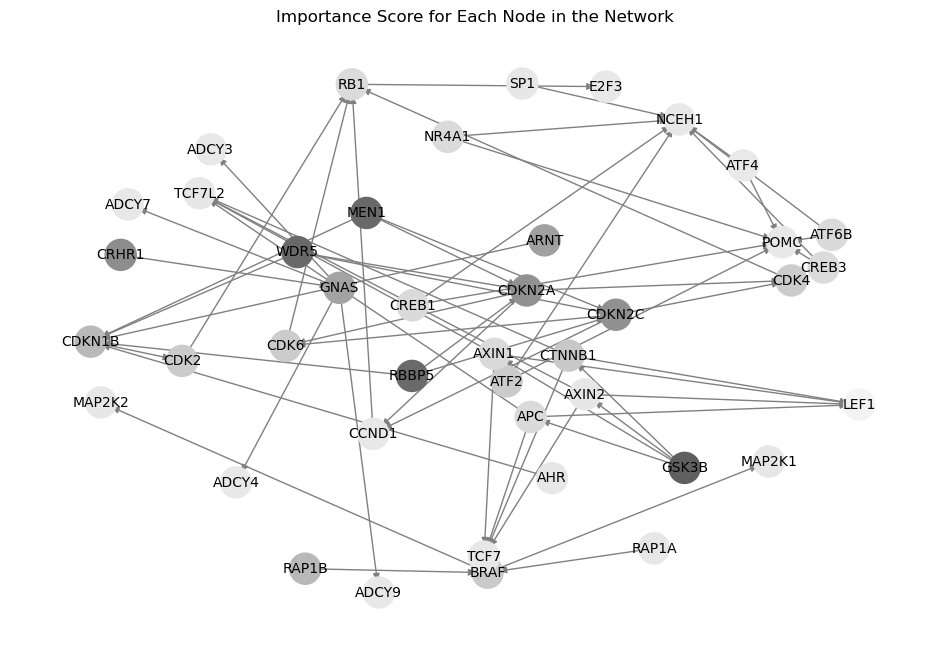 Importance Score for Each Node in the Network
RB1
SP1
E2F3
NCEH1
NR4A1
ADCY3
ATF4
TCF7L2
ADCY7
MEN1
ATF6B
ARNT
POMC
CRHR1
WDR5
CREB3
CDK4
GNAS
CDKN2A
CREB1
CDKN2C
CDKN1B
CDK6
AXIN1
CTNNB1
CDK2
RBBP5
ATF2
AXIN2
MAP2K2
LEF1
APC
CCND1
MAP2K1
GSK3B
AHR
ADCY4
RAP1A
TCF7
RAP1B
BRAF
ADCY9